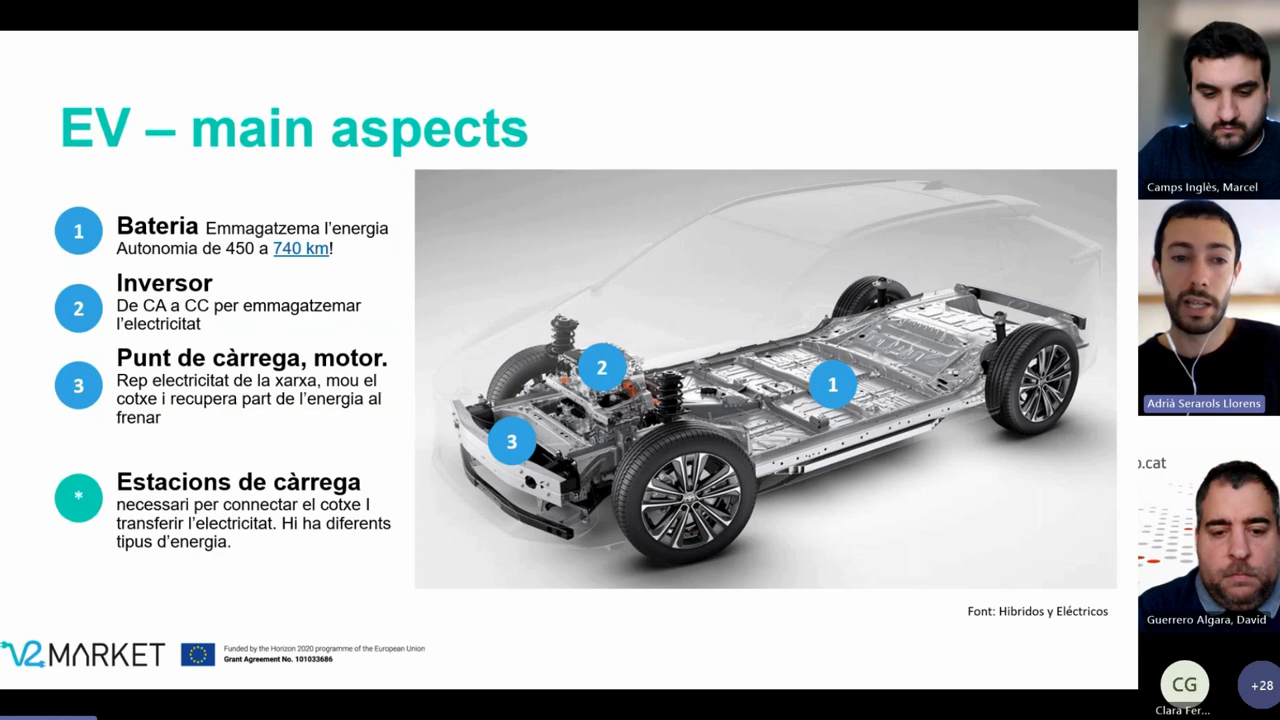 EV – main aspects
1
Bateria Emmagatzema l’energia
Autonomia de 450 a 740 km!
2
Inversor
De CA a CC per emmagatzemar
l’electricitat
3
Punt de càrrega, motor.
Rep electricitat de la xarxa, mou el
cotxe i recupera part de l’energia al
frenar
*
Estacions de càrrega
necessari per connectar el cotxe I
transferir l’electricitat. Hi ha diferents
tipus d’energia.
2
1
3
Font: Hibridos y Eléctricos
V2MARKET
Funded by the Horizon 2020 programme of the European Union
Grant Agreement No. 101033686
Camps Inglès, Marcel
Adrià Serarols Llorens
o.cat
Guerrero Algara, David
CG
Clara Fer...
+28